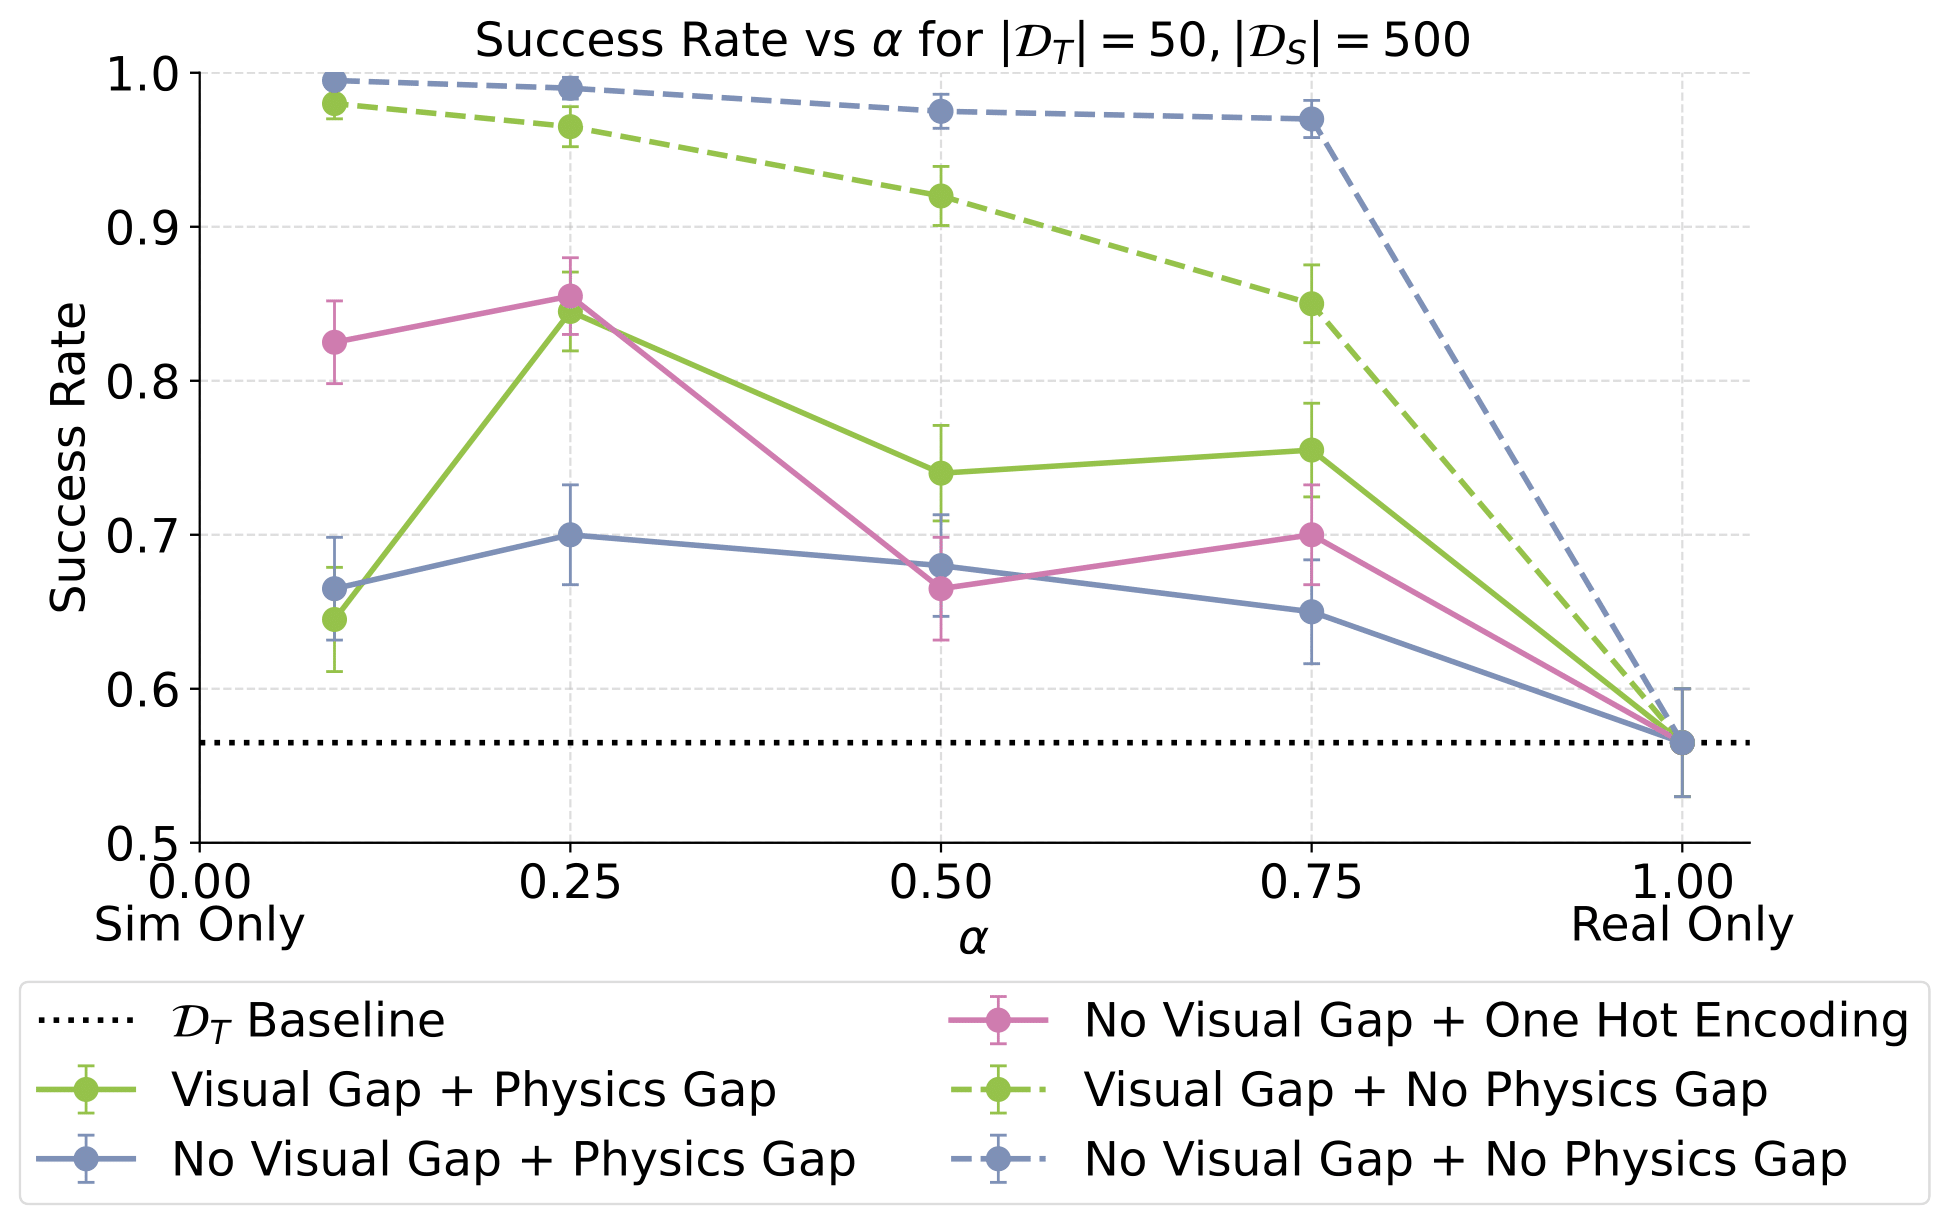 Success Rate vs α for |𝒟_T| = 50, |𝒟_S| = 500
Success Rate
1.0
0.9
0.8
0.7
0.6
0.5
0.00 0.25 0.50 0.75 1.00
Sim Only Real Only
α
𝒟_T Baseline
Visual Gap + Physics Gap
No Visual Gap + Physics Gap
No Visual Gap + One Hot Encoding
Visual Gap + No Physics Gap
No Visual Gap + No Physics Gap